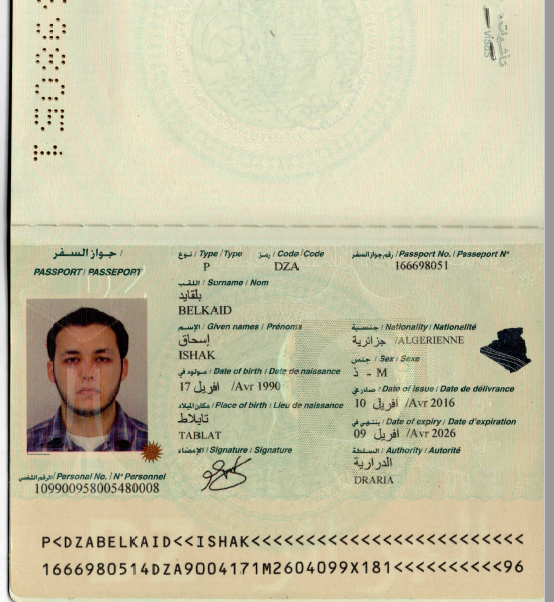 تأشيرات
Visas
جواز السفر /
PASSPORT / PASSEPORT
نوع / Type / Type
P
رمز / Code / Code
DZA
رقم جواز السفر / Passport No. / Passeport N°
166698051
اللقب / Surname / Nom
بلقايد
BELKAID
الإسم / Given names / Prénoms
إسحاق
ISHAK
جنسية / Nationality / Nationalité
جزائرية /ALGERIENNE
جنس / Sex / Sexe
ذ - M
مولود في / Date of birth / Date de naissance
17 افريل /Avr 1990
صادر في / Date of issue / Date de délivrance
10 افريل /Avr 2016
مكان الميلاد / Place of birth / Lieu de naissance
تابلاط
TABLAT
ينتهي في / Date of expiry / Date d'expiration
09 افريل /Avr 2026
الإمضاء / Signature / Signature
السلطة / Authority / Autorité
الدرارية
DRARIA
الرقم الشخصي / Personal No. / N° Personnel
109900958005480008
P<DZABELKAID<<ISHAK<<<<<<<<<<<<<<<<<<<<<<<<<
1666980514DZA9004171M2604099X181<<<<<<<<<<96